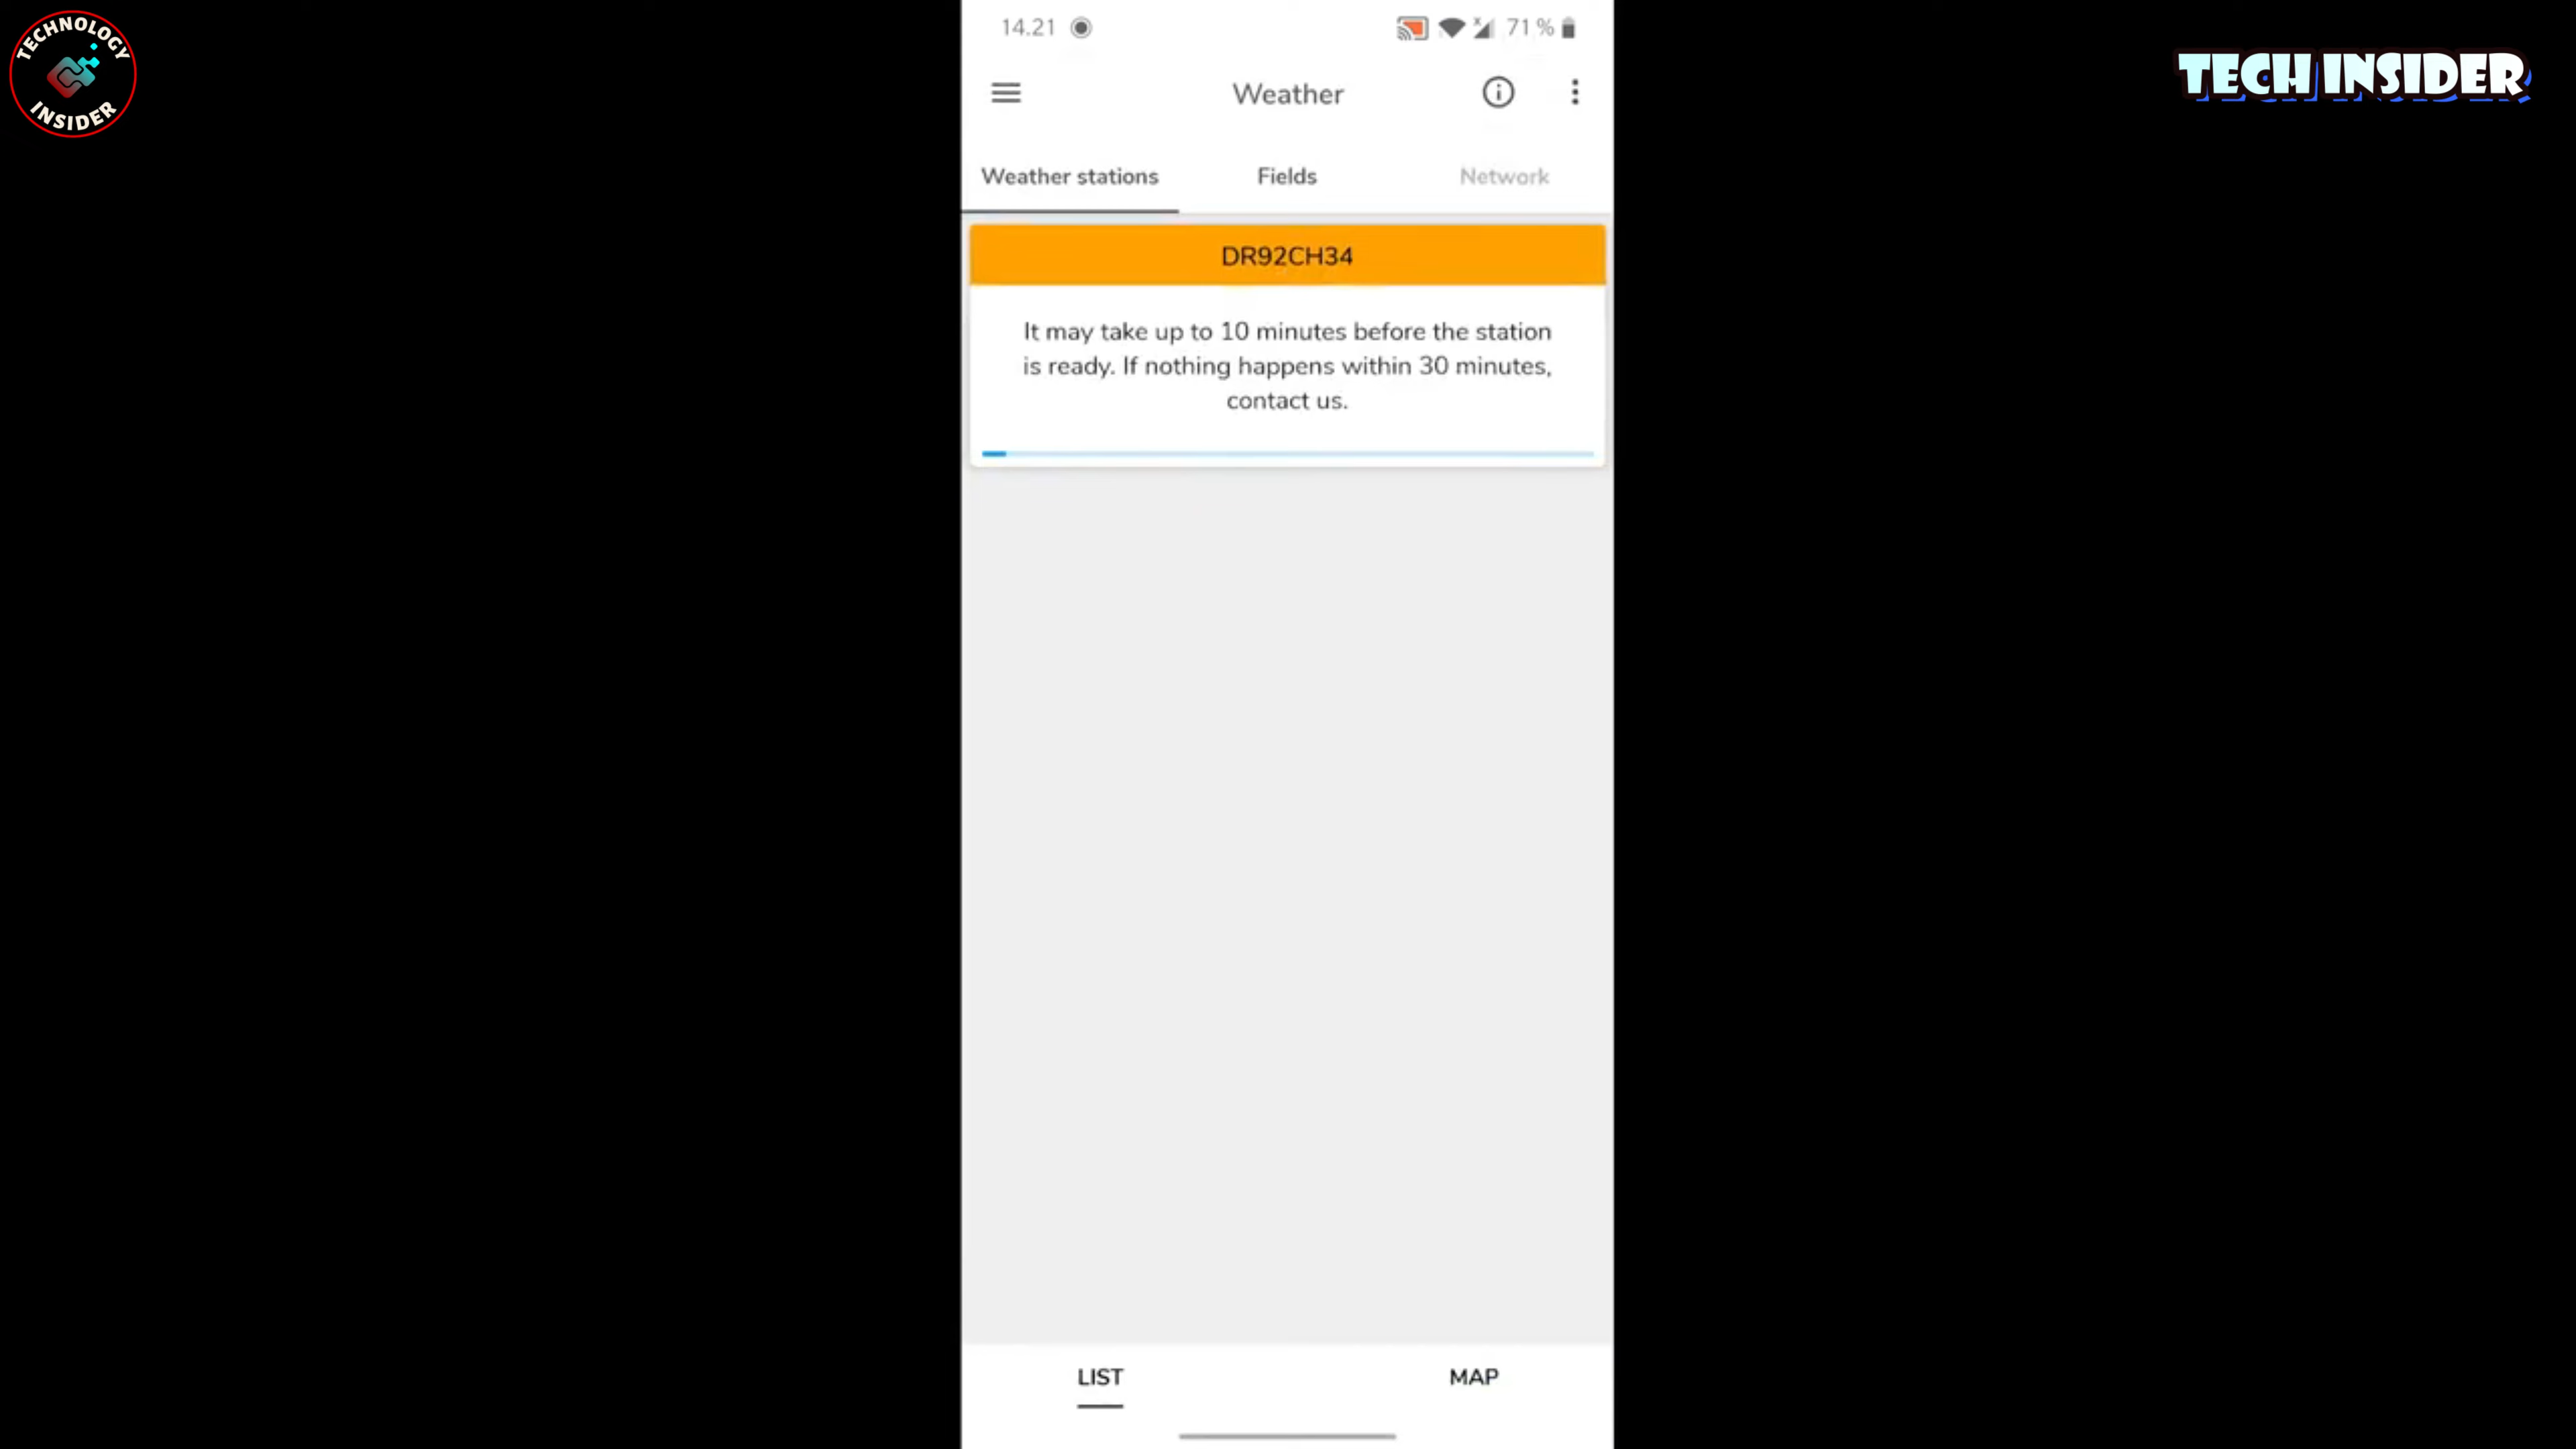 TECHNOLOGY
INSIDER
TECH INSIDER
14.21
71 %
Weather
Weather stations
Fields
Network
DR92CH34
It may take up to 10 minutes before the station
is ready. If nothing happens within 30 minutes,
contact us.
LIST
MAP